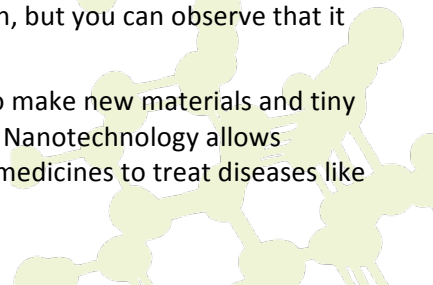 n, but you can observe that it
o make new materials and tiny
Nanotechnology allows
medicines to treat diseases like